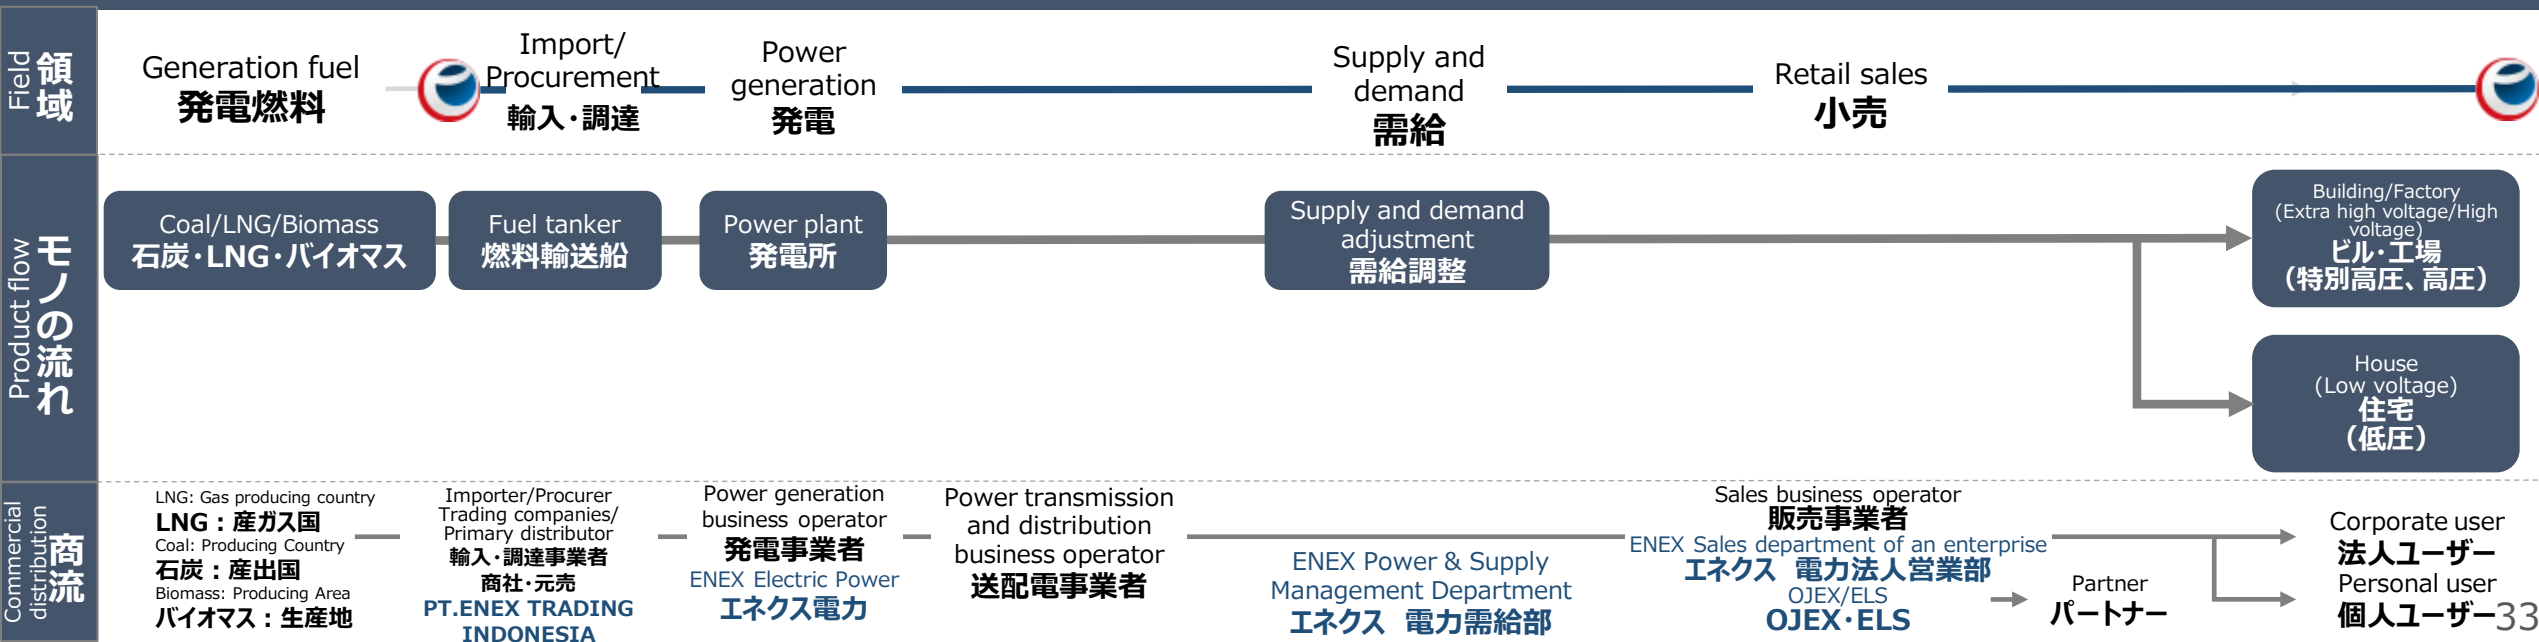 Field
領域
Generation fuel
発電燃料
Import/
Procurement
輸入・調達
Power
generation
発電
Supply and
demand
需給
Retail sales
小売
Product flow
モノの流れ
Coal/LNG/Biomass
石炭・LNG・バイオマス
Fuel tanker
燃料輸送船
Power plant
発電所
Supply and demand
adjustment
需給調整
Building/Factory
(Extra high voltage/High
voltage)
ビル・工場
（特別高圧、高圧）
House
(Low voltage)
住宅
（低圧）
Commercial
distribution
商流
LNG: Gas producing country
LNG：産ガス国
Coal: Producing Country
石炭：産出国
Biomass: Producing Area
バイオマス：生産地
Importer/Procurer
Trading companies/
Primary distributor
輸入・調達事業者
商社・元売
PT.ENEX TRADING
INDONESIA
Power generation
business operator
発電事業者
ENEX Electric Power
エネクス電力
Power transmission
and distribution
business operator
送配電事業者
ENEX Power & Supply
Management Department
エネクス 電力需給部
Sales business operator
販売事業者
ENEX Sales department of an enterprise
エネクス 電力法人営業部
OJEX/ELS
OJEX・ELS
Partner
パートナー
Corporate user
法人ユーザー
Personal user
個人ユーザー
33